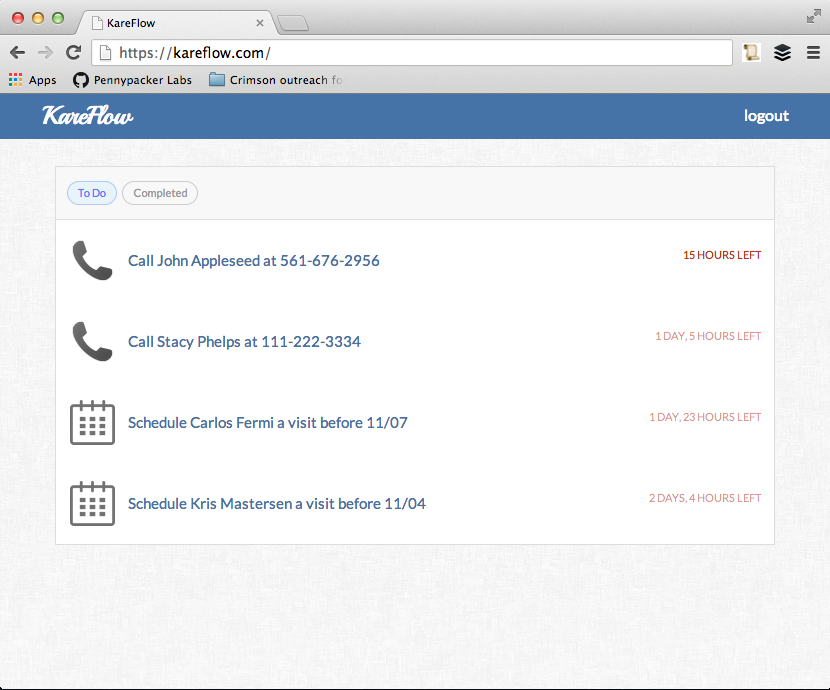 KareFlow
https://kareflow.com/
Apps Pennypacker Labs Crimson outreach fo
KareFlow logout
To Do Completed
Call John Appleseed at 561-676-2956 15 HOURS LEFT
Call Stacy Phelps at 111-222-3334 1 DAY, 5 HOURS LEFT
Schedule Carlos Fermi a visit before 11/07 1 DAY, 23 HOURS LEFT
Schedule Kris Mastersen a visit before 11/04 2 DAYS, 4 HOURS LEFT